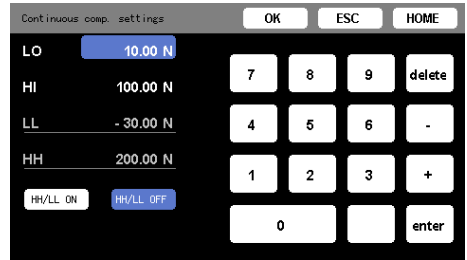 Continuous comp. settings OK ESC HOME
LO 10.00 N
HI 100.00 N
LL - 30.00 N
HH 200.00 N
HH/LL ON HH/LL OFF
7 8 9 delete
4 5 6 -
1 2 3 +
0 enter